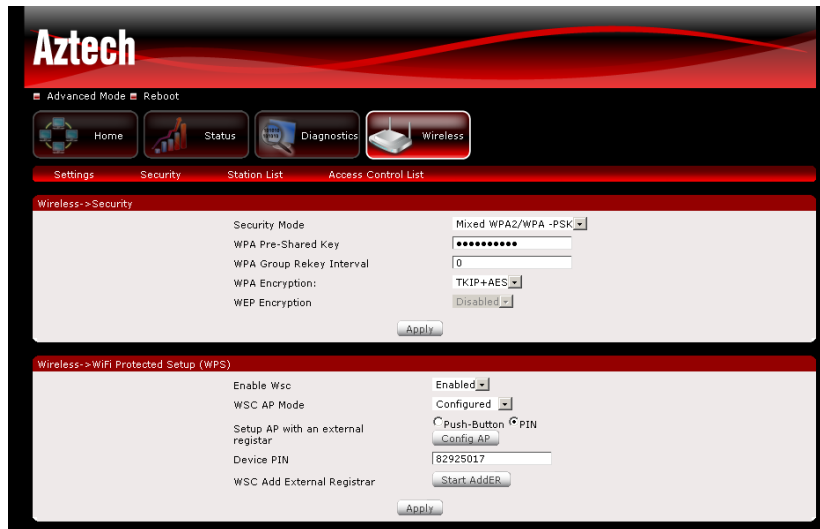 Aztech
Advanced Mode Reboot
Home Status Diagnostics Wireless
Settings Security Station List Access Control List
Wireless->Security
Security Mode Mixed WPA2/WPA -PSK
WPA Pre-Shared Key ●●●●●●●●●●
WPA Group Rekey Interval 0
WPA Encryption: TKIP+AES
WEP Encryption Disabled
Apply
Wireless->WiFi Protected Setup (WPS)
Enable Wsc Enabled
WSC AP Mode Configured
Setup AP with an external registar Push-Button PIN
Config AP
Device PIN 82925017
WSC Add External Registrar Start AddER
Apply